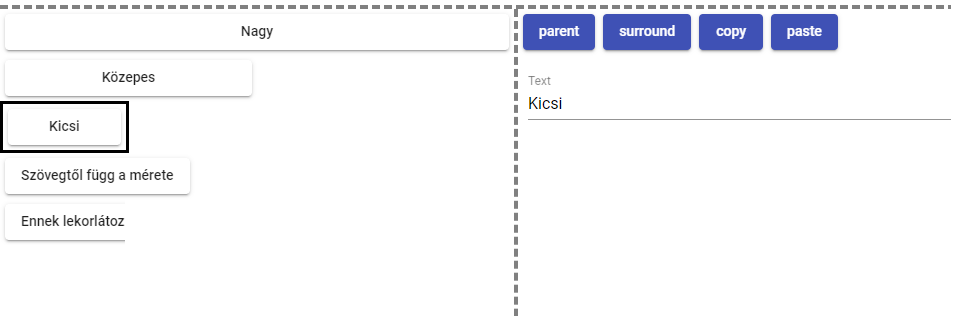 Nagy
Közepes
Kicsi
Szövegtől függ a mérete
Ennek lekorlátoz
parent surround copy paste
Text
Kicsi